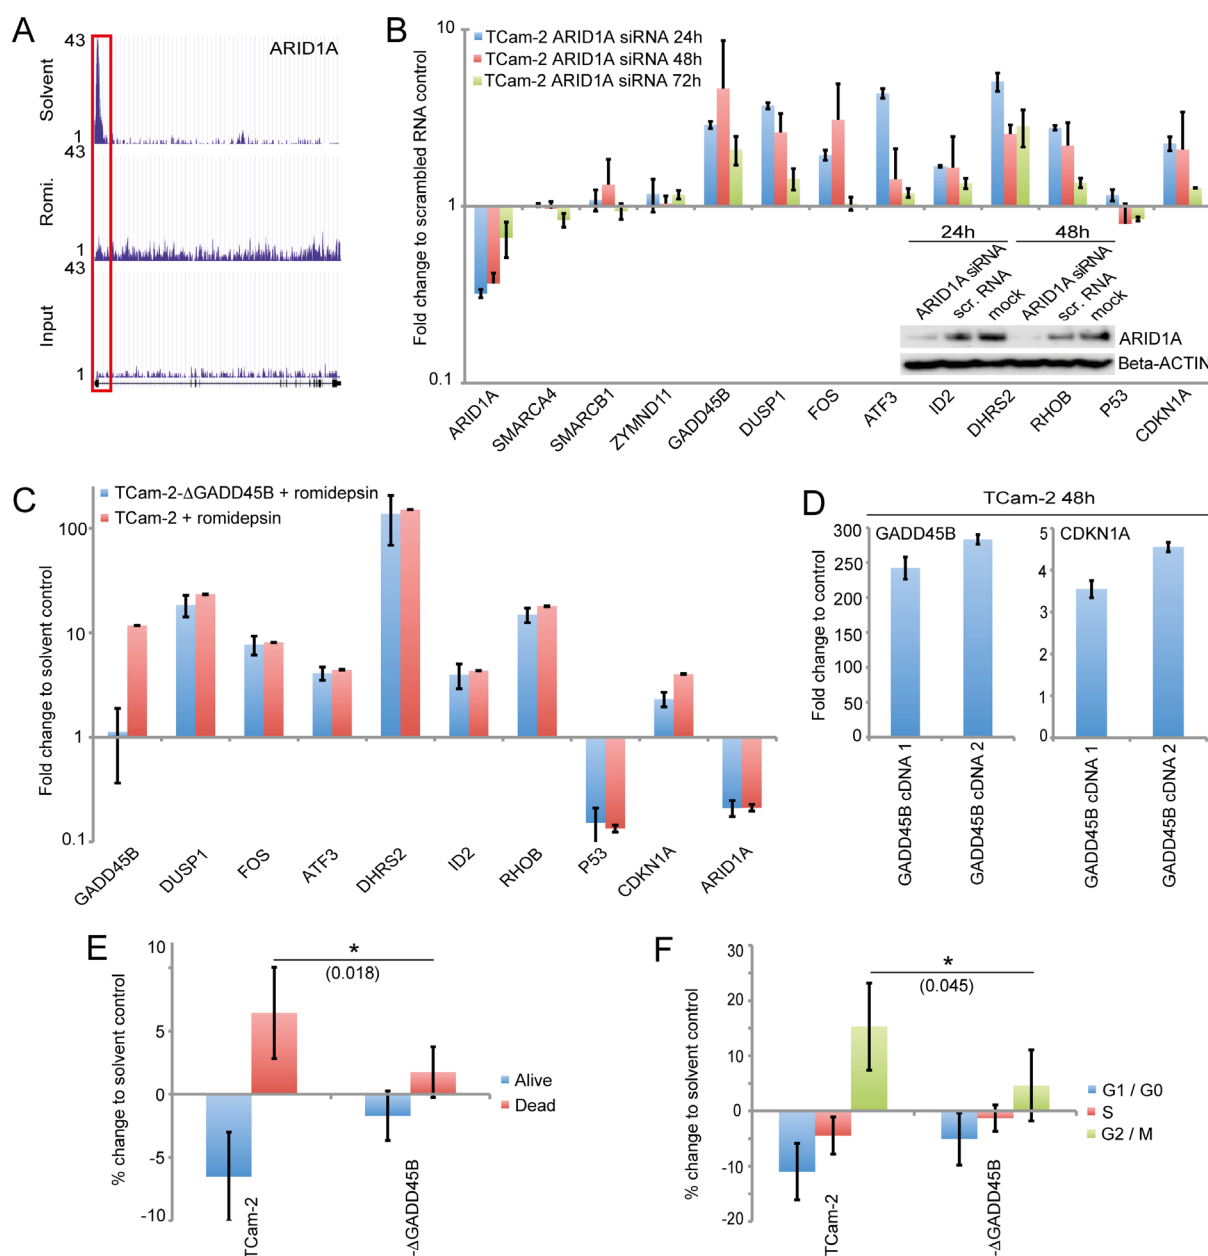 A
43
ARID1A
Solvent
1
43
Romi.
1
43
Input
1
B
Fold change to scrabbled RNA control
10
1
0.1
TCam-2 ARID1A siRNA 24h
TCam-2 ARID1A siRNA 48h
TCam-2 ARID1A siRNA 72h
24h
48h
ARID1A siRNA
scr. RNA
mock
ARID1A siRNA
scr. RNA
mock
ARID1A
Beta-ACTIN
ARID1A
SMARCA4
SMARCB1
ZYMND11
GADD45B
DUSP1
FOS
ATF3
ID2
DHRS2
RHOB
P53
CDKN1A
C
TCam-2-ΔGADD45B + romidepsin
TCam-2 + romidepsin
Fold change to solvent control
100
10
1
0.1
GADD45B
DUSP1
FOS
ATF3
DHRS2
ID2
RHOB
P53
CDKN1A
ARID1A
D
TCam-2 48h
Fold change to control
300
250
200
150
100
50
0
GADD45B
GADD45B cDNA 1
GADD45B cDNA 2
5
4
3
2
1
0
CDKN1A
GADD45B cDNA 1
GADD45B cDNA 2
E
% change to solvent control
10
5
0
-5
-10
*
(0.018)
Alive
Dead
TCam-2
-ΔGADD45B
F
% change to solvent control
30
20
10
0
-10
-20
*
(0.045)
G1 / G0
S
G2 / M
TCam-2
-ΔGADD45B